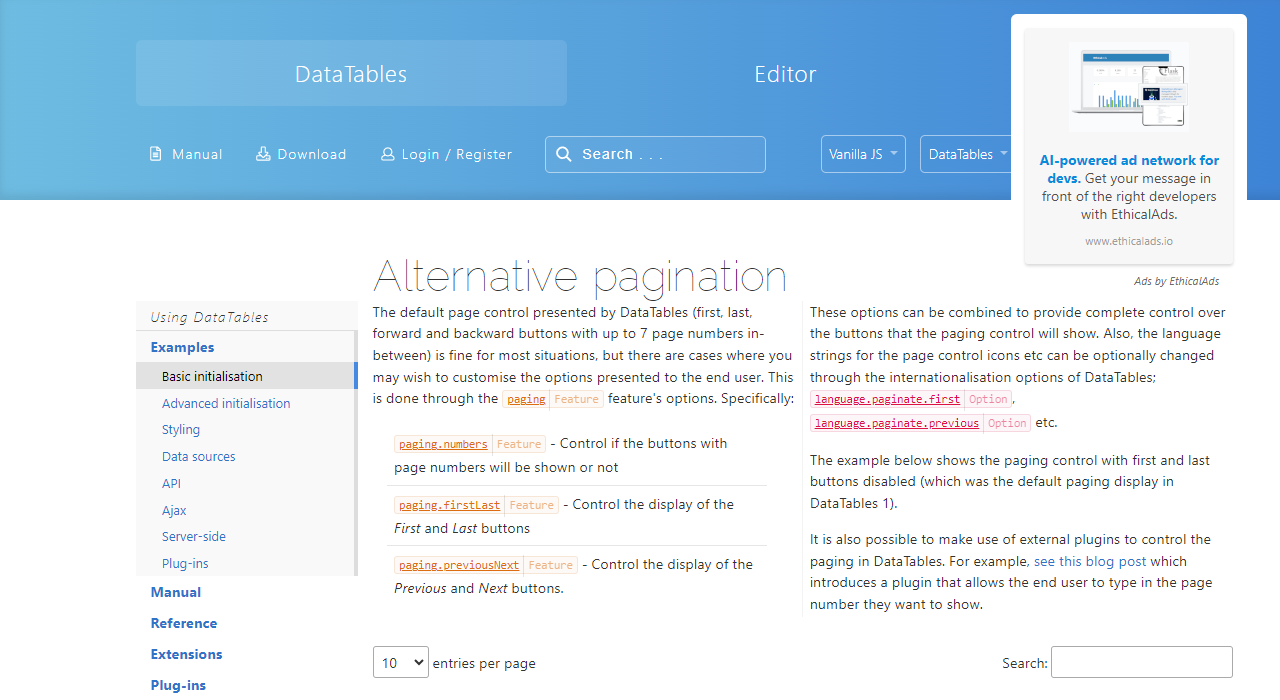 DataTables
Editor
Manual
Download
Login / Register
Search . . .
Vanilla JS
DataTables
AI-powered ad network for
devs. Get your message in
front of the right developers
with EthicalAds.
www.ethicalads.io
Ads by EthicalAds
Alternative pagination
Using DataTables
Examples
Basic initialisation
Advanced initialisation
Styling
Data sources
API
Ajax
Server-side
Plug-ins
Manual
Reference
Extensions
Plug-ins
The default page control presented by DataTables (first, last,
forward and backward buttons with up to 7 page numbers in-
between) is fine for most situations, but there are cases where you
may wish to customise the options presented to the end user. This
is done through the paging Feature feature's options. Specifically:
paging.numbers Feature - Control if the buttons with
page numbers will be shown or not
paging.firstLast Feature - Control the display of the
First and Last buttons
paging.previousNext Feature - Control the display of the
Previous and Next buttons.
These options can be combined to provide complete control over
the buttons that the paging control will show. Also, the language
strings for the page control icons etc can be optionally changed
through the internationalisation options of DataTables;
language.paginate.first Option,
language.paginate.previous Option etc.
The example below shows the paging control with first and last
buttons disabled (which was the default paging display in
DataTables 1).
It is also possible to make use of external plugins to control the
paging in DataTables. For example, see this blog post which
introduces a plugin that allows the end user to type in the page
number they want to show.
10 entries per page
Search: